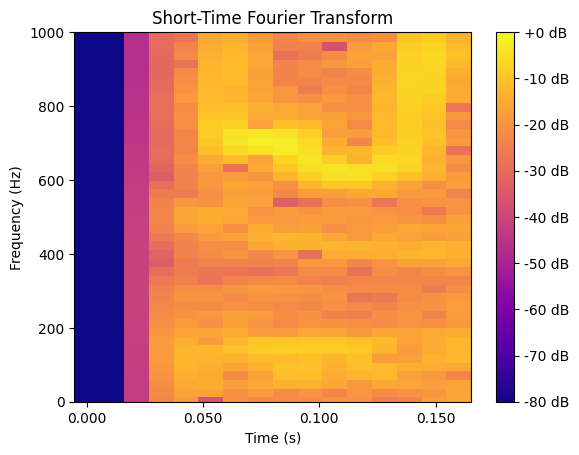 Short-Time Fourier Transform
1000
800
600
400
200
0
Frequency (Hz)
0.000
0.050
0.100
0.150
Time (s)
+0 dB
-10 dB
-20 dB
-30 dB
-40 dB
-50 dB
-60 dB
-70 dB
-80 dB